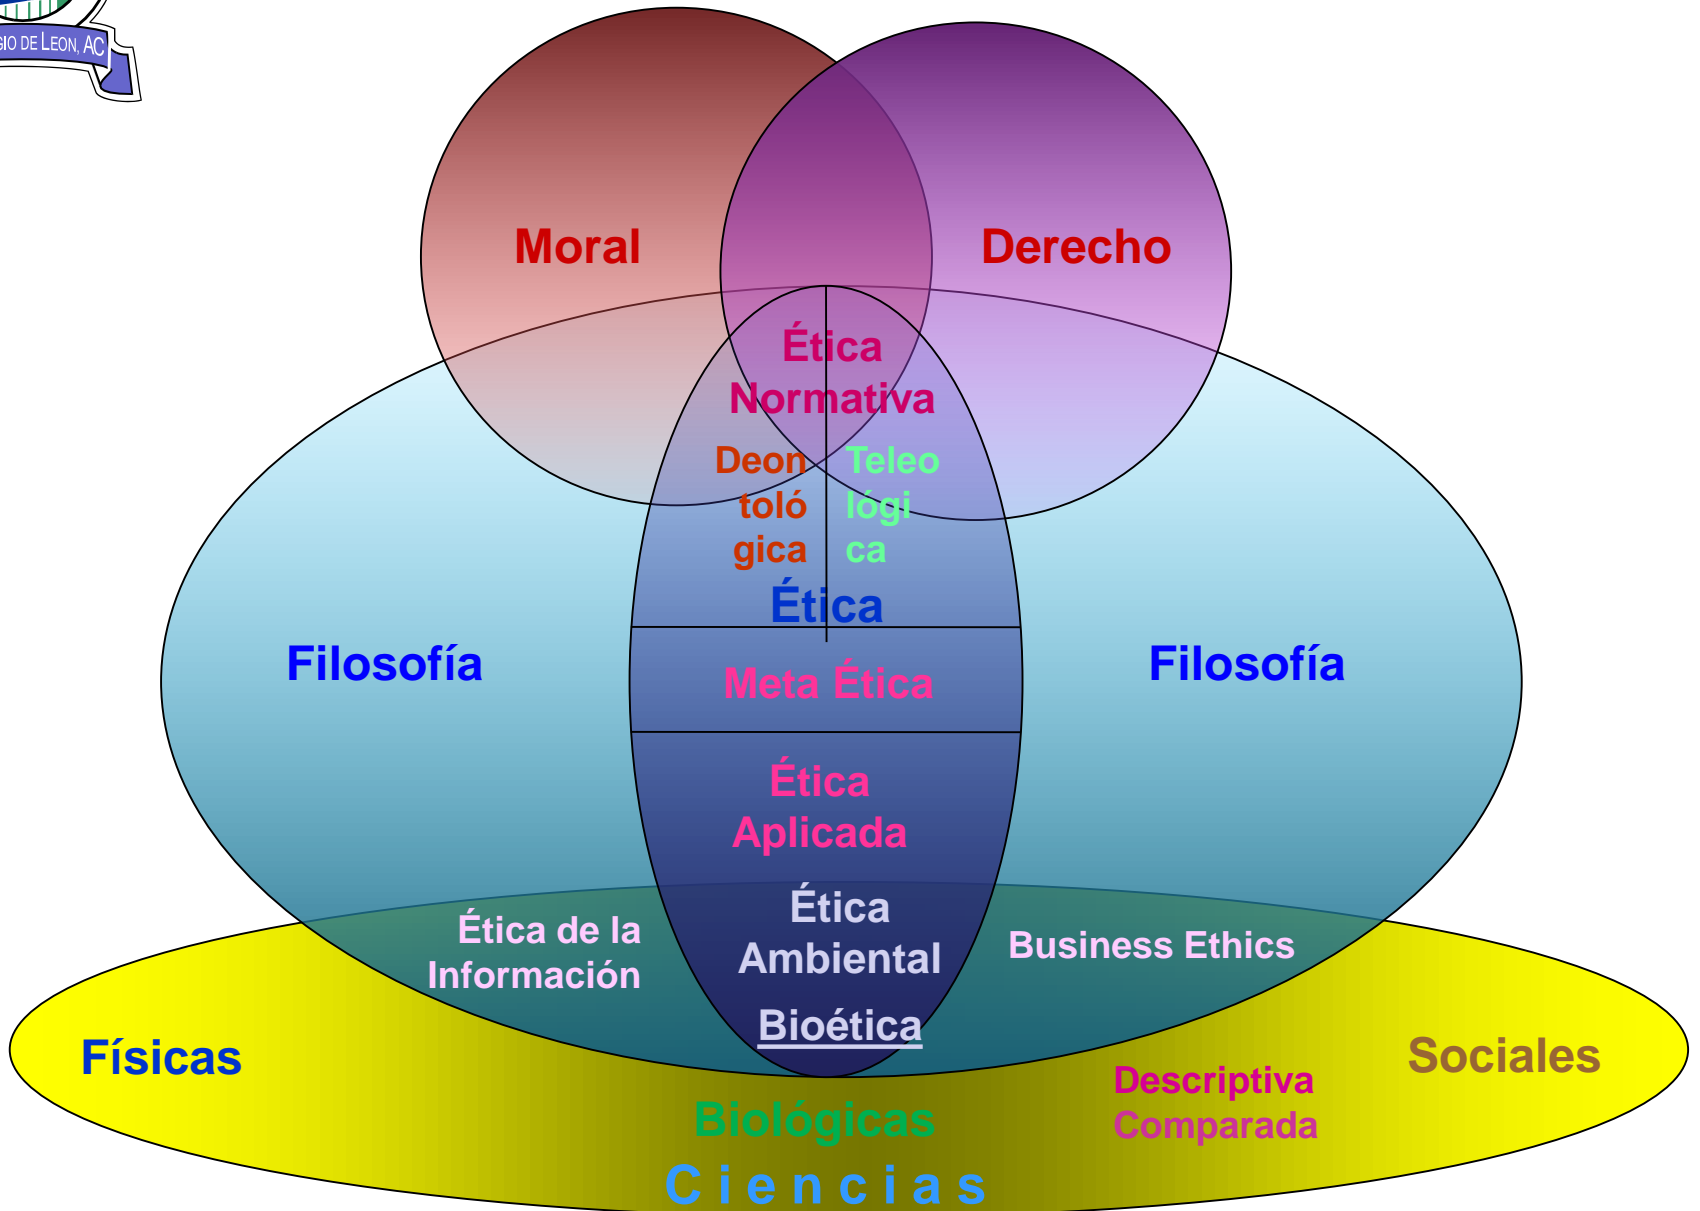 GIO DE LEON, AC
Moral
Derecho
Ética
Normativa
Deon
toló
gica
Teleo
lógi
ca
Ética
Filosofía
Filosofía
Meta Ética
Ética
Aplicada
Ética
Ambiental
Bioética
Ética de la
Información
Business Ethics
Físicas
Sociales
Descriptiva
Comparada
Biológicas
Ciencias